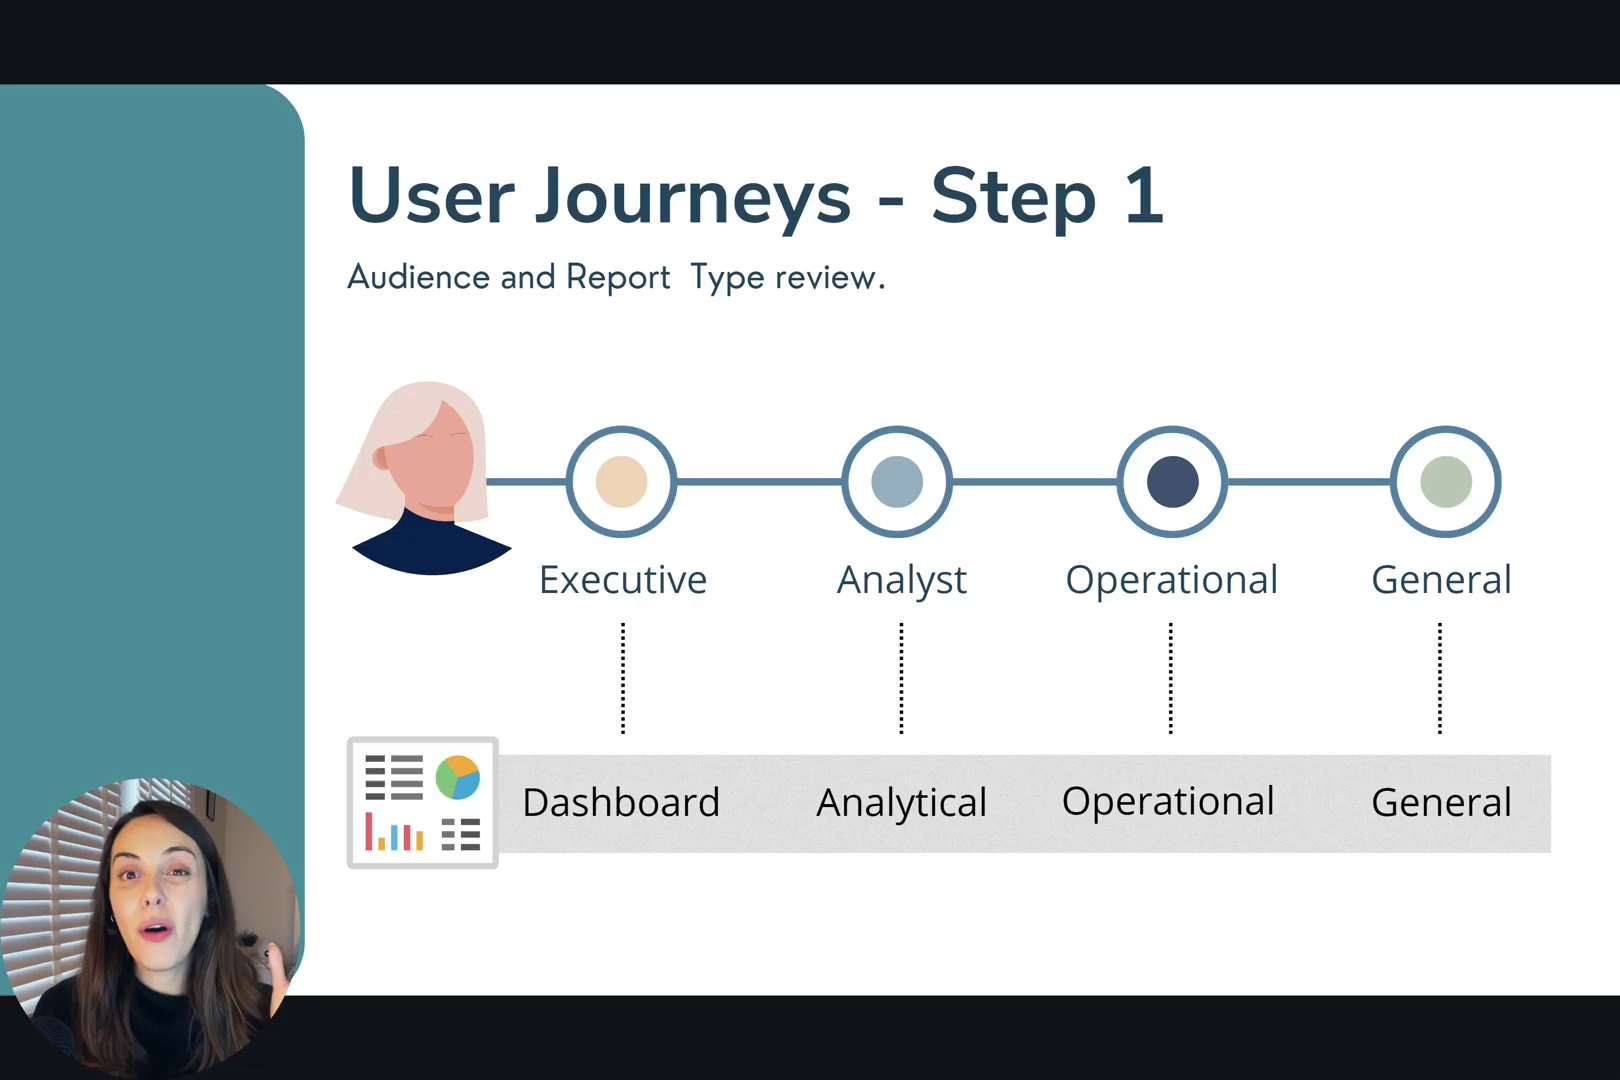 User Journeys - Step 1
Audience and Report Type review.
Executive Analyst Operational General
Dashboard Analytical Operational General